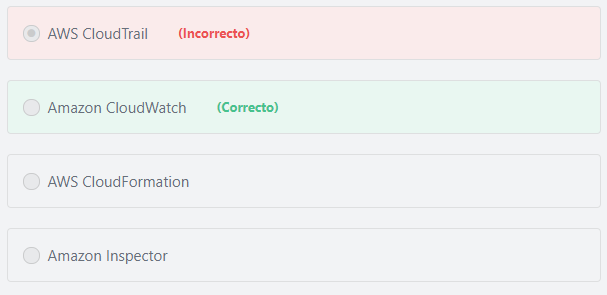 AWS CloudTrail (Incorrecto)
Amazon CloudWatch (Correcto)
AWS CloudFormation
Amazon Inspector